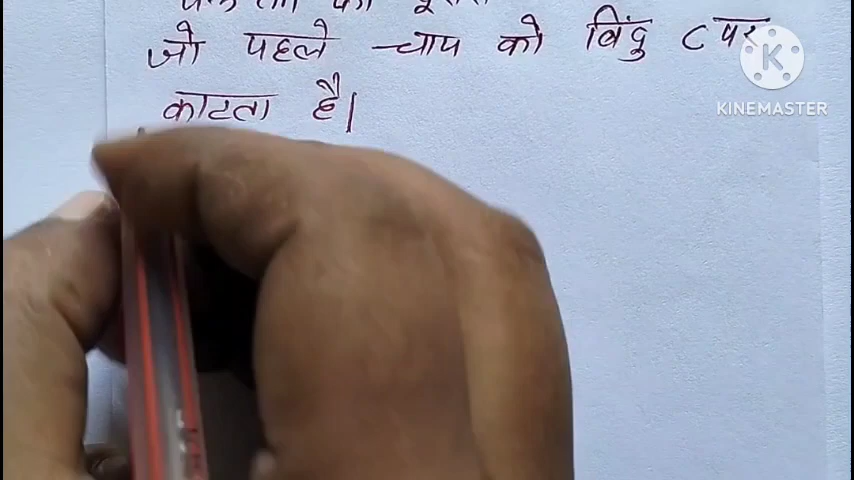 जो पहले चाप को बिंदु C पर
काटता है।
K
KINEMASTER